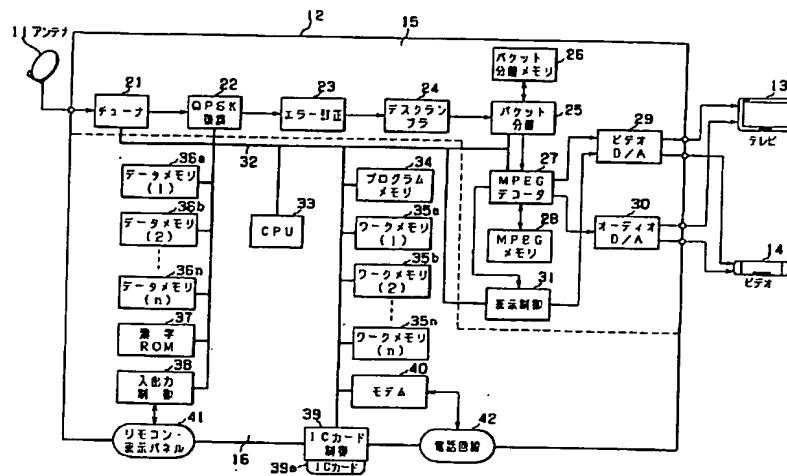 12
15
11 アンテナ
21
チューナ
22
QPSK
復調
23
エラー訂正
24
デスクラン
ブラ
26
パケット
分離メモリ
25
パケット
分離
13
テレビ
29
ビデオ
D/A
32
36a
データメモリ
(1)
34
プログラム
メモリ
27
MPEG
デコーダ
36b
データメモリ
(2)
33
CPU
35a
ワークメモリ
(1)
28
MPEG
メモリ
30
オーディオ
D/A
14
ビデオ
35b
ワークメモリ
(2)
36n
データメモリ
(n)
31
表示制御
37
漢字
ROM
35n
ワークメモリ
(n)
38
入出力
制御
40
モデム
41
リモコン・
表示パネル
16
39
ICカード
制御
39a
ICカード
42
電話回線